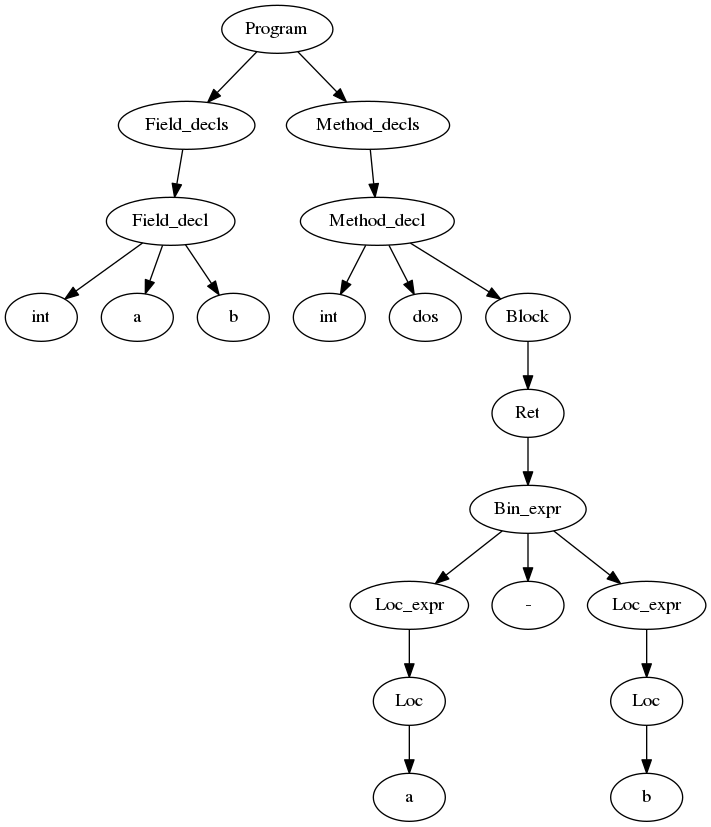 Program
Field_decls
Method_decls
Field_decl
Method_decl
int
a
b
int
dos
Block
Ret
Bin_expr
Loc_expr
-
Loc_expr
Loc
Loc
a
b